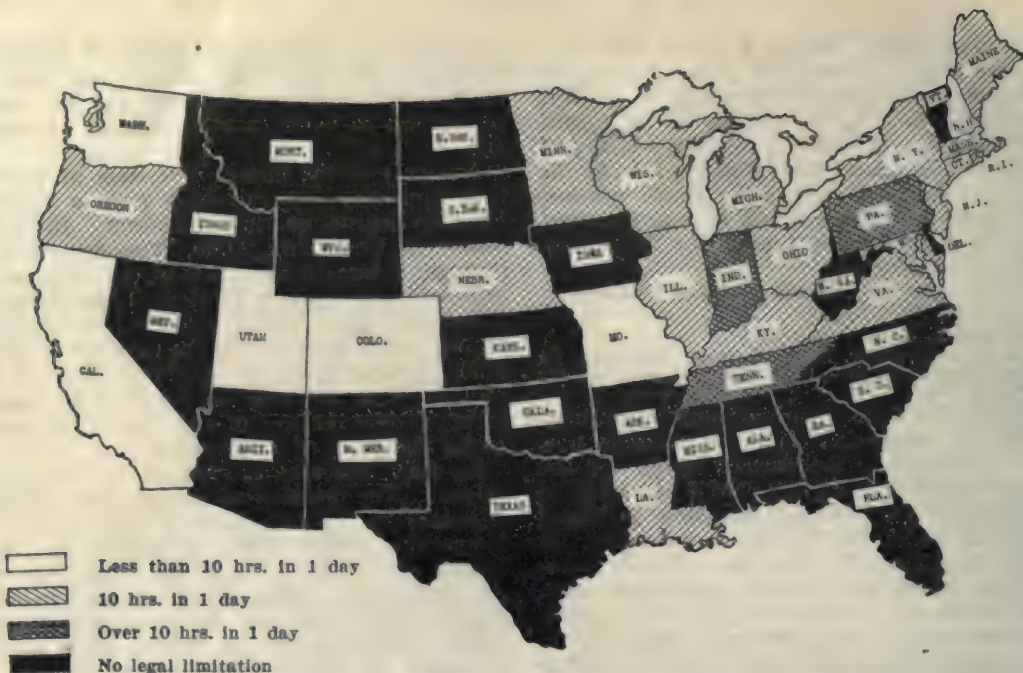 MAINE
WASH.
VT.
MONT.
N.DAK.
N.H.
MINN.
MASS.
N. Y.
CT.
WIS.
R.I.
OREGON
MICH.
N.J.
S.DAK.
PA.
IDAHO
WYO.
DEL.
IOWA
OHIO
NEBR.
IND.
W. VA.
ILL.
VA.
NEV.
UTAH
COLO.
KY.
MO.
KANS.
N. C.
CAL.
TENN.
S. C.
OKLA.
ARK.
GA.
ARIZ.
N. MEX.
MISS.
ALA.
LA.
FLA.
TEXAS
Less than 10 hrs. in 1 day
10 hrs. in 1 day
Over 10 hrs. in 1 day
No legal limitation